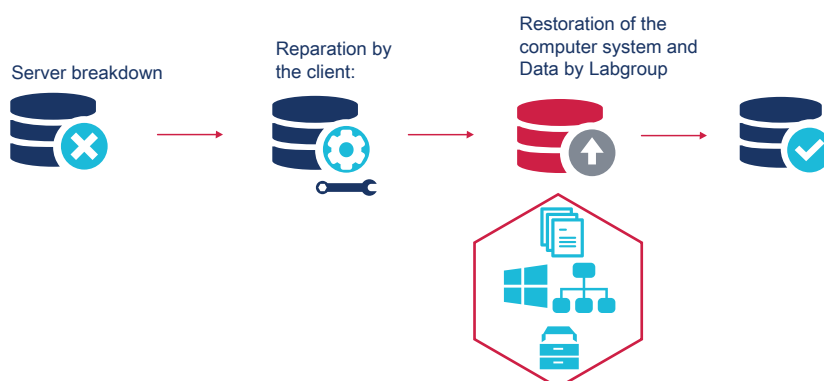 Server breakdown
Reparation by
the client:
Restoration of the
computer system and
Data by Labgroup